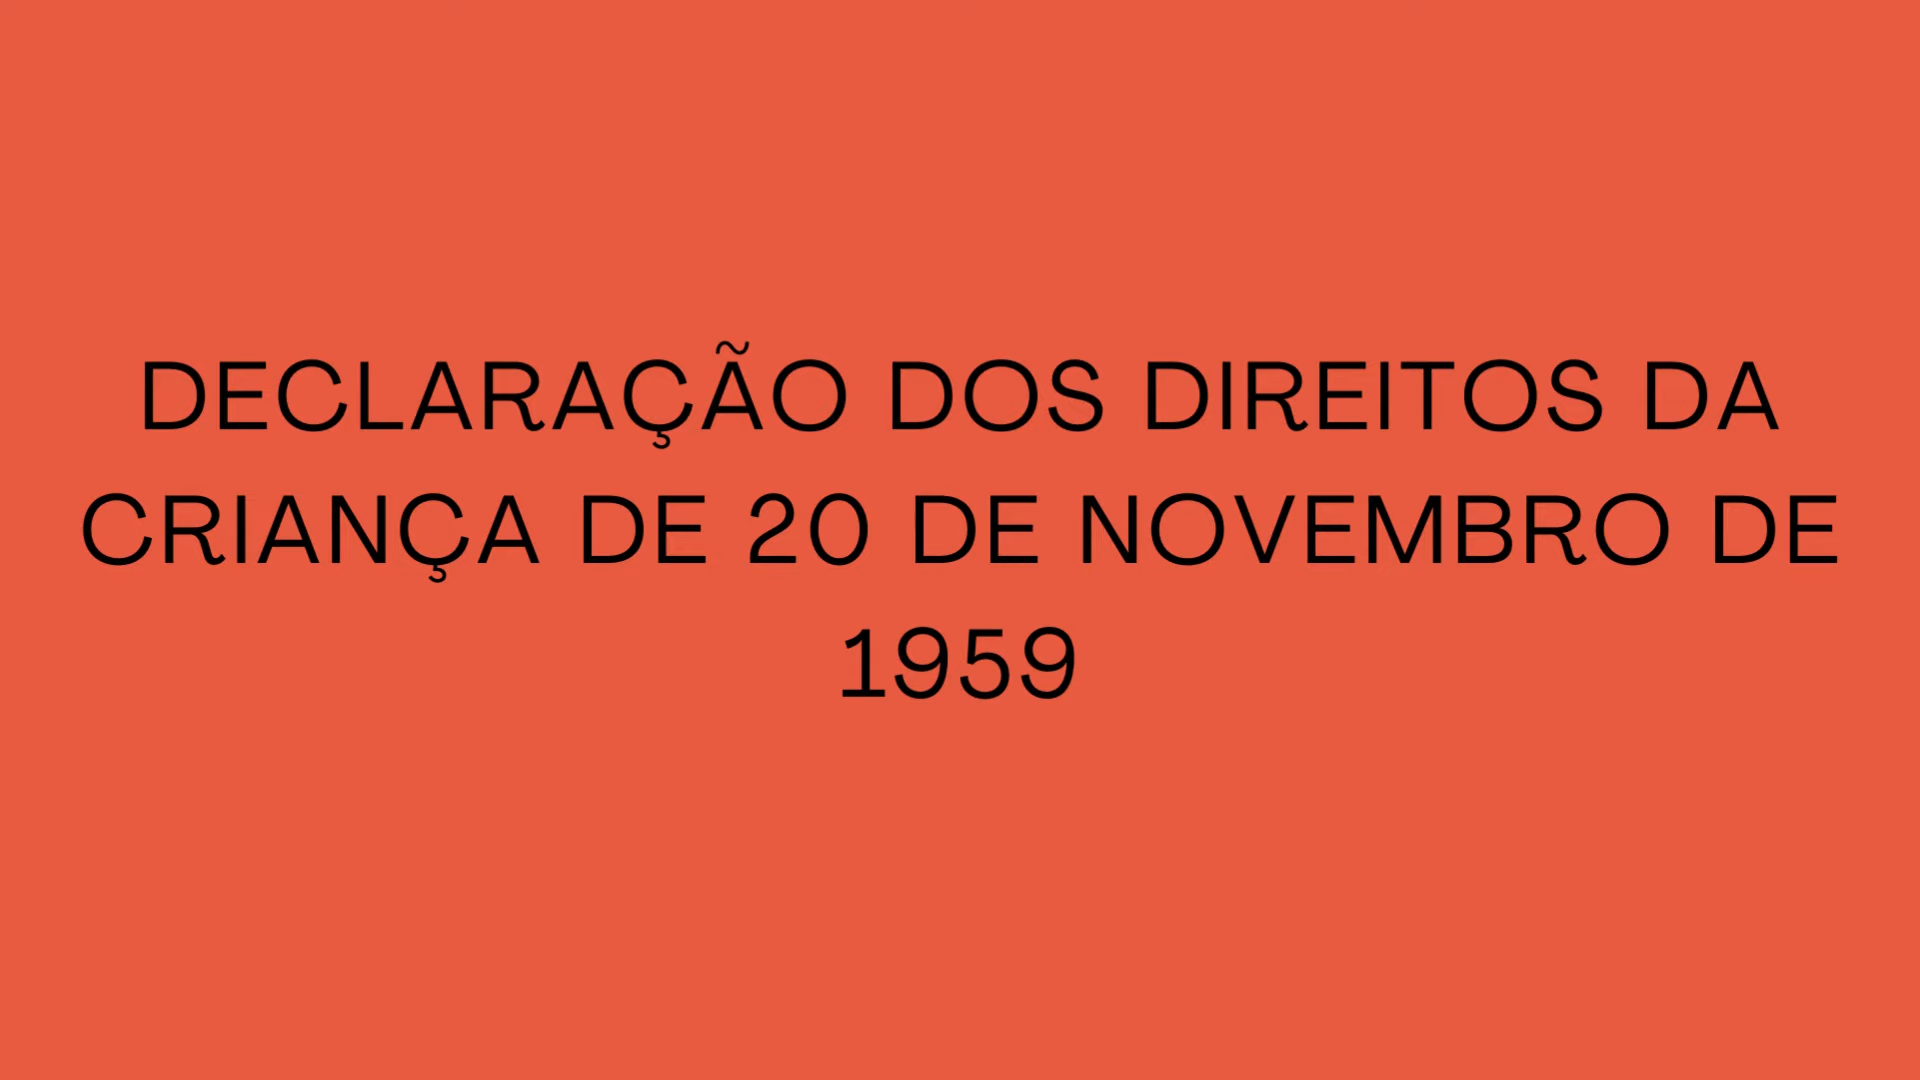 DECLARAÇÃO DOS DIREITOS DA
CRIANÇA DE 20 DE NOVEMBRO DE
1959